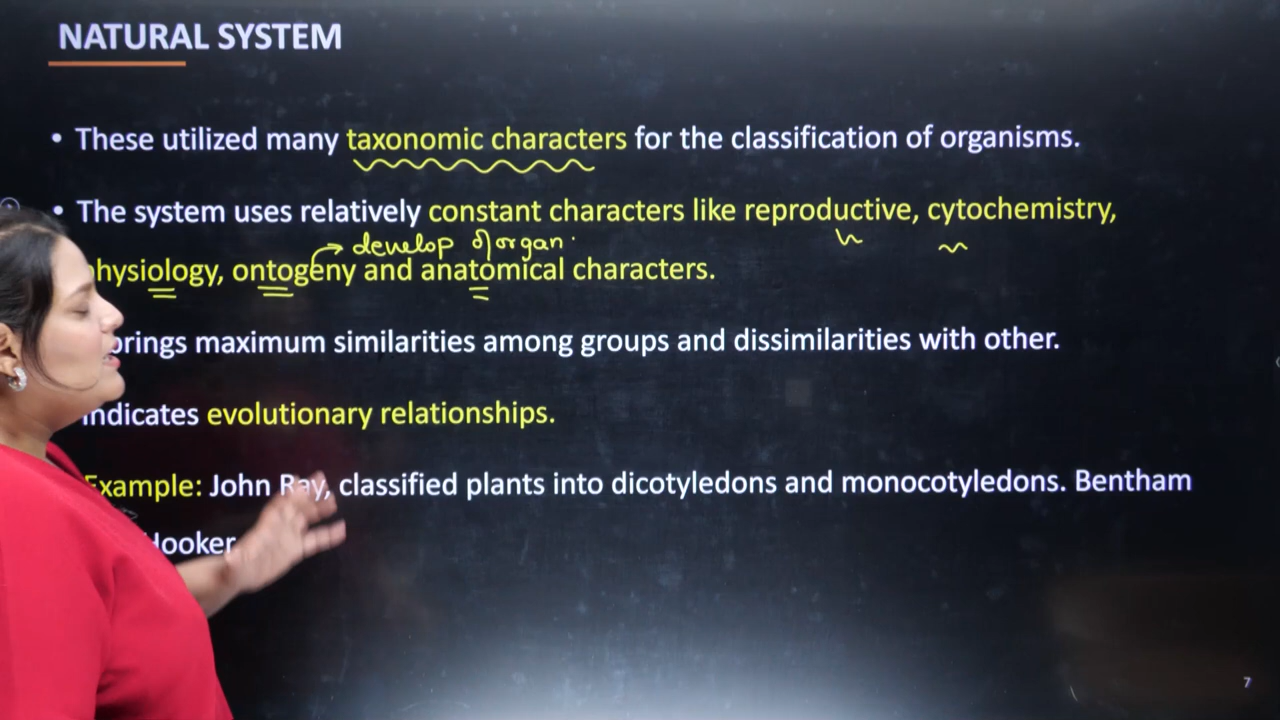 NATURAL SYSTEM
• These utilized many taxonomic characters for the classification of organisms.
• The system uses relatively constant characters like reproductive, cytochemistry,
→ develop of organ.
physiology, ontogeny and anatomical characters.
brings maximum similarities among groups and dissimilarities with other.
Indicates evolutionary relationships.
Example: John Ray, classified plants into dicotyledons and monocotyledons. Bentham
Hooker
7